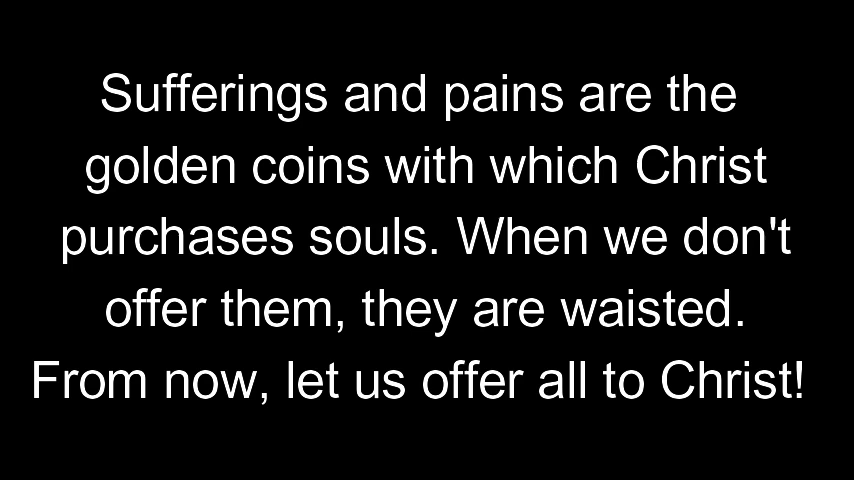 Sufferings and pains are the
golden coins with which Christ
purchases souls. When we don't
offer them, they are waisted.
From now, let us offer all to Christ!